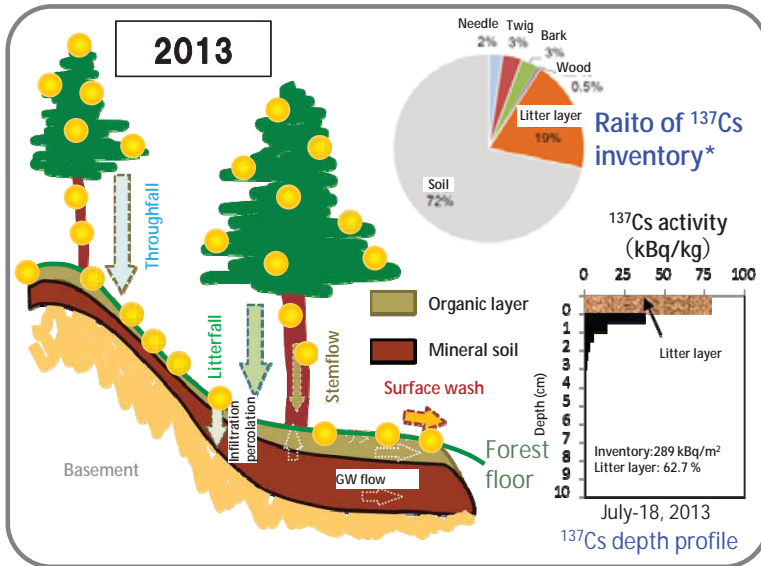 2013
Needle
2%
Twig
3%
Bark
3%
Wood
0.5%
Litter layer
19%
Soil
72%
Raito of ¹³⁷Cs
inventory*
Throughfall
Litterfall
Stemflow
Infiltration
percolation
Organic layer
Mineral soil
Surface wash
GW flow
Basement
Forest
floor
¹³⁷Cs activity
(kBq/kg)
0 25 50 75 100
Litter layer
Depth (cm)
0
1
2
3
4
5
6
7
8
9
10
Inventory:289 kBq/m²
Litter layer: 62.7 %
July-18, 2013
¹³⁷Cs depth profile